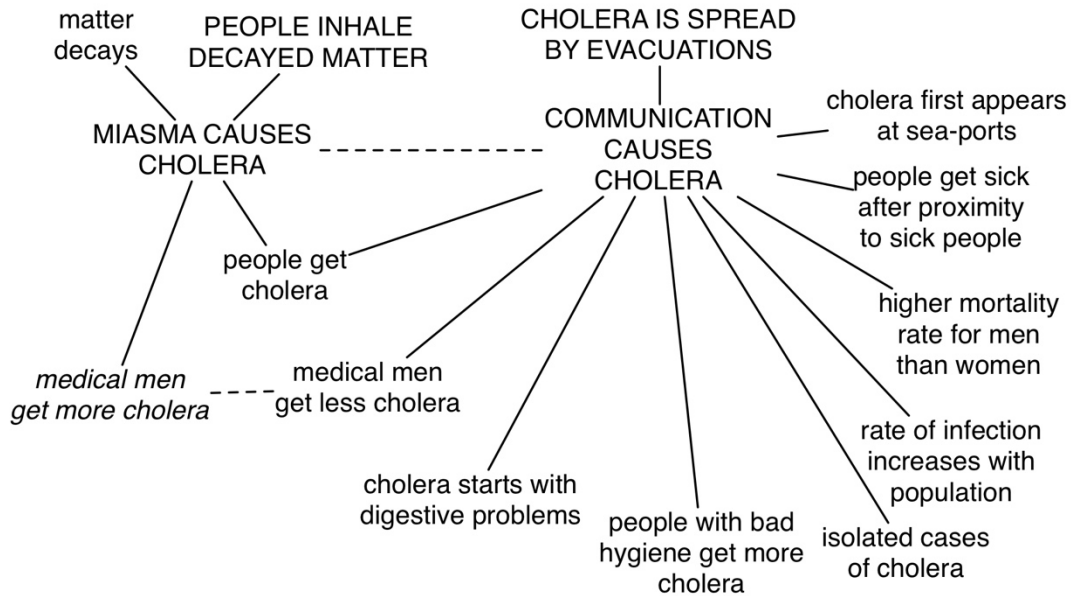 matter
decays
PEOPLE INHALE
DECAYED MATTER
CHOLERA IS SPREAD
BY EVACUATIONS
MIASMA CAUSES
CHOLERA
COMMUNICATION
CAUSES
CHOLERA
cholera first appears
at sea-ports
people get sick
after proximity
to sick people
people get
cholera
higher mortality
rate for men
than women
medical men
get more cholera
medical men
get less cholera
rate of infection
increases with
population
cholera starts with
digestive problems
people with bad
hygiene get more
cholera
isolated cases
of cholera